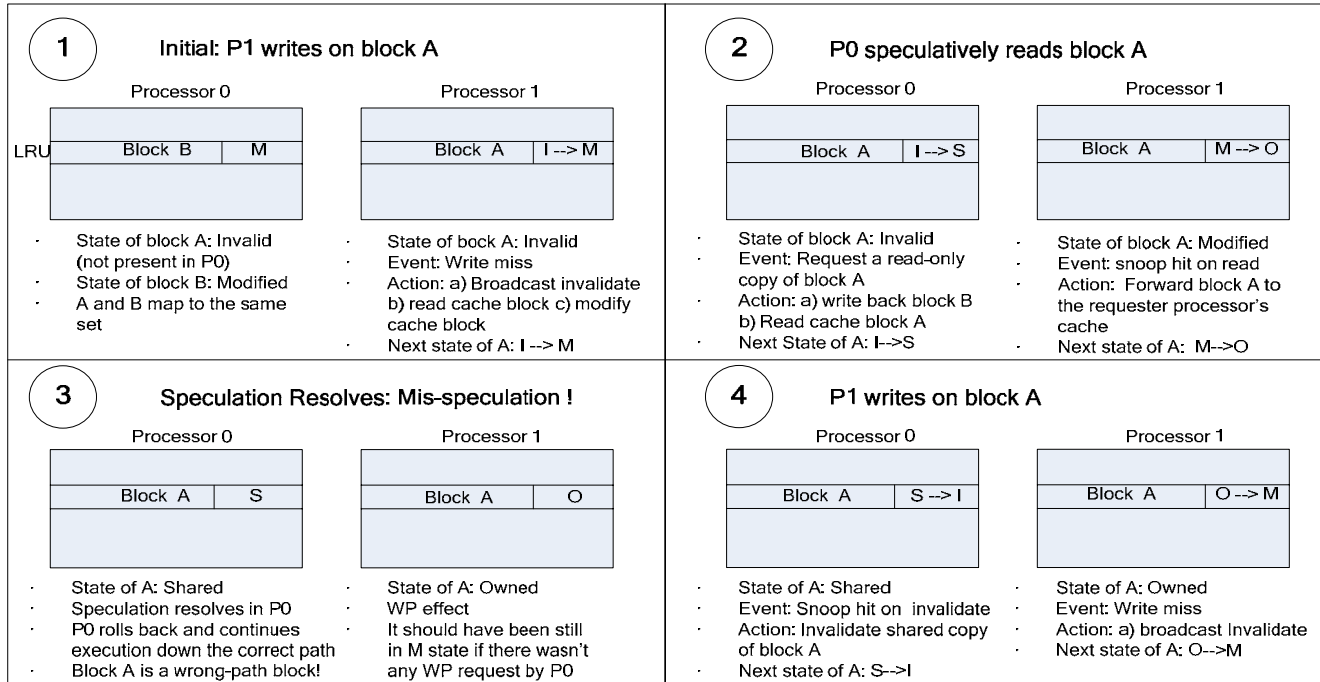 1
Initial: P1 writes on block A
Processor 0
Processor 1
LRU
Block B
M
Block A
I --> M
· State of block A: Invalid
(not present in P0)
· State of block B: Modified
· A and B map to the same
set
· State of bock A: Invalid
· Event: Write miss
· Action: a) Broadcast invalidate
b) read cache block c) modify
cache block
· Next state of A: I --> M
2
P0 speculatively reads block A
Processor 0
Processor 1
Block A
I --> S
Block A
M --> O
· State of block A: Invalid
· Event: Request a read-only
copy of block A
· Action: a) write back block B
b) Read cache block A
· Next State of A: I-->S
· State of block A: Modified
· Event: snoop hit on read
· Action: Forward block A to
the requester processor's
cache
· Next state of A: M-->O
3
Speculation Resolves: Mis-speculation !
Processor 0
Processor 1
Block A
S
Block A
O
· State of A: Shared
· Speculation resolves in P0
· P0 rolls back and continues
execution down the correct path
· Block A is a wrong-path block!
· State of A: Owned
· WP effect
· It should have been still
in M state if there wasn't
any WP request by P0
4
P1 writes on block A
Processor 0
Processor 1
Block A
S --> I
Block A
O --> M
· State of A: Shared
· Event: Snoop hit on invalidate
· Action: Invalidate shared copy
of block A
· Next state of A: S-->I
· State of A: Owned
· Event: Write miss
· Action: a) broadcast Invalidate
· Next state of A: O-->M